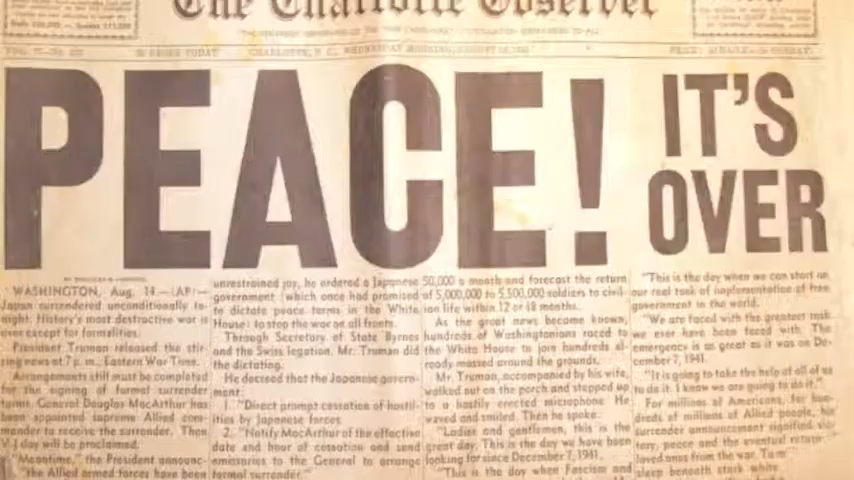 The Charlotte Observer
CHARLOTTE, N. C., WEDNESDAY MORNING, AUGUST
PEACE!
IT'S
OVER
WASHINGTON, Aug. 14—(AP)—
Japan surrendered unconditionally to-
night. History's most destructive war is
over except for formalities.
President Truman released the stir-
ring news at 7 p. m., Eastern War Time.
Arrangements still must be completed
for the signing of formal surrender
terms. General Douglas MacArthur has
been appointed supreme Allied com-
mander to receive the surrender. Then
V-J day will be proclaimed.
"Meantime," the President announc-
"the Allied armed forces have been
unrestrained joy, he ordered a Japanese
government (which once had promised
to dictate peace terms in the White
House) to stop the war on all fronts.
Through Secretary of State Byrnes
and the Swiss legation, Mr. Truman did
the dictating.
He decreed that the Japanese govern-
ment:
1. "Direct prompt cessation of hostil-
ities by Japanese forces
2. "Notify MacArthur of the effective
date and hour of cessation and send
emissaries to the General to arrange
formal surrender."
50,000 a month and forecast the return
of 5,000,000 to 5,500,000 soldiers to civil-
ian life within 12 or 18 months.
As the great news became known,
hundreds of Washingtonians raced to
the White House to join hundreds al-
ready massed around the grounds.
Mr. Truman, accompanied by his wife,
walked out on the porch and stepped up
to a hastily erected microphone. He
waved and smiled. Then he spoke:
"Ladies and gentlemen, this is the
great day. This is the day we have been
looking for since December 7, 1941.
"This is the day when Fascism and
"This is the day when we can start on
our real task of implementation of free
government in the world.
"We are faced with the greatest task
we ever have been faced with. The
emergency is as great as it was on De-
cember 7, 1941.
"It is going to take the help of all of us
to do it. I know we are going to do it."
For millions of Americans, for hun-
dreds of millions of Allied people, his
surrender announcement signified vic-
tory, peace and the eventual return
loved ones from the war. To
sleep beneath stark white